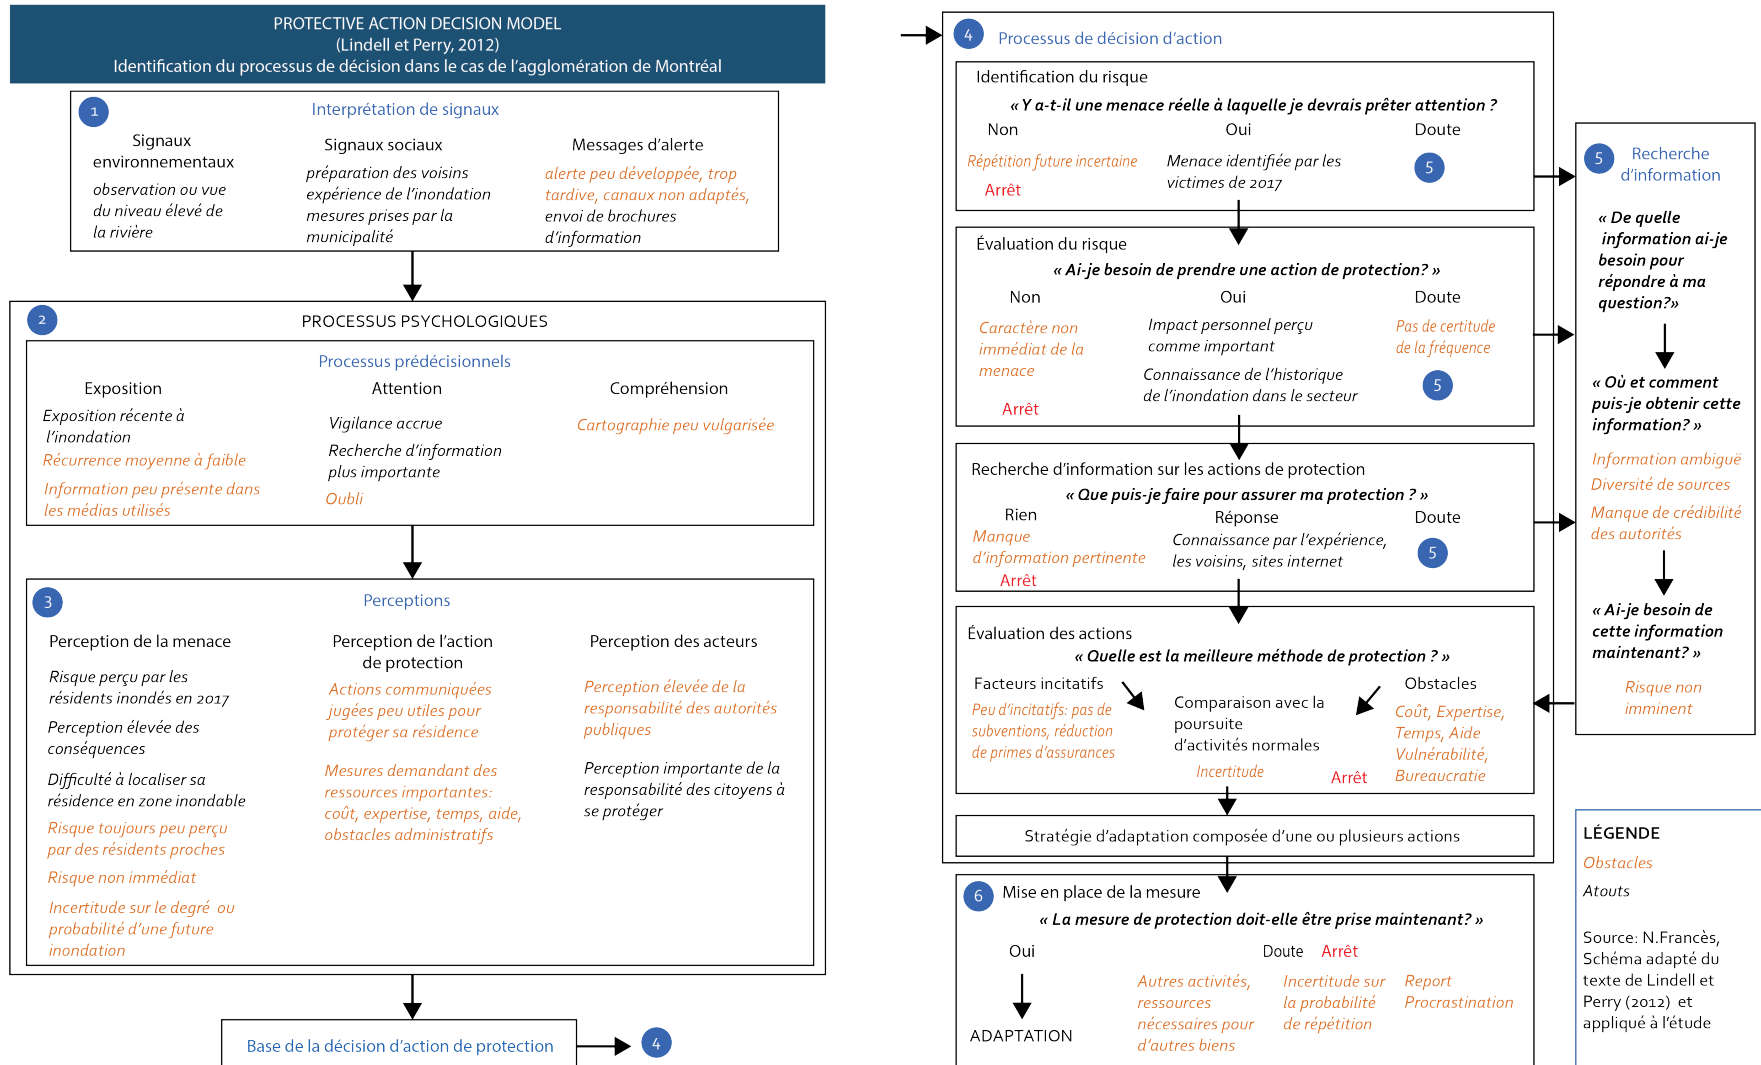 PROTECTIVE ACTION DECISION MODEL
(Lindell et Perry, 2012)
Identification du processus de décision dans le cas de l'agglomération de Montréal
1
Interprétation de signaux
Signaux
environnementaux
observation ou vue
du niveau élevé de
la rivière
Signaux sociaux
préparation des voisins
expérience de l'inondation
mesures prises par la
municipalité
Messages d'alerte
alerte peu développée, trop
tardive, canaux non adaptés,
envoi de brochures
d'information
2
PROCESSUS PSYCHOLOGIQUES
Processus prédécisionnels
Exposition
Exposition récente à
l'inondation
Récurrence moyenne à faible
Information peu présente dans
les médias utilisés
Attention
Vigilance accrue
Recherche d'information
plus importante
Oubli
Compréhension
Cartographie peu vulgarisée
3
Perceptions
Perception de la menace
Risque perçu par les
résidents inondés en 2017
Perception élevée des
conséquences
Difficulté à localiser sa
résidence en zone inondable
Risque toujours peu perçu
par des résidents proches
Risque non immédiat
Incertitude sur le degré ou
probabilité d'une future
inondation
Perception de l'action
de protection
Actions communiquées
jugées peu utiles pour
protéger sa résidence
Mesures demandant des
ressources importantes:
coût, expertise, temps, aide,
obstacles administratifs
Perception des acteurs
Perception élevée de la
responsabilité des autorités
publiques
Perception importante de la
responsabilité des citoyens à
se protéger
Base de la décision d'action de protection
4
4
Processus de décision d'action
Identification du risque
« Y a-t-il une menace réelle à laquelle je devrais prêter attention ?
Non
Répétition future incertaine
Arrêt
Oui
Menace identifiée par les
victimes de 2017
Doute
5
Évaluation du risque
« Ai-je besoin de prendre une action de protection? »
Non
Caractère non
immédiat de la
menace
Arrêt
Oui
Impact personnel perçu
comme important
Connaissance de l'historique
de l'inondation dans le secteur
Doute
Pas de certitude
de la fréquence
5
Recherche d'information sur les actions de protection
« Que puis-je faire pour assurer ma protection ? »
Rien
Manque
d'information pertinente
Arrêt
Réponse
Connaissance par l'expérience,
les voisins, sites internet
Doute
5
Évaluation des actions
« Quelle est la meilleure méthode de protection ? »
Facteurs incitatifs
Peu d'incitatifs: pas de
subventions, réduction
de primes d'assurances
Comparaison avec la
poursuite
d'activités normales
Incertitude
Arrêt
Obstacles
Coût, Expertise,
Temps, Aide
Vulnérabilité,
Bureaucratie
Stratégie d'adaptation composée d'une ou plusieurs actions
6
Mise en place de la mesure
« La mesure de protection doit-elle être prise maintenant? »
Oui
ADAPTATION
Doute
Arrêt
Autres activités,
ressources
nécessaires pour
d'autres biens
Incertitude sur
la probabilité
de répétition
Report
Procrastination
5
Recherche
d'information
« De quelle
information ai-je
besoin pour
répondre à ma
question?»
« Où et comment
puis-je obtenir cette
information? »
Information ambiguë
Diversité de sources
Manque de crédibilité
des autorités
« Ai-je besoin de
cette information
maintenant? »
Risque non
imminent
LÉGENDE
Obstacles
Atouts
Source: N.Francès,
Schéma adapté du
texte de Lindell et
Perry (2012) et
appliqué à l'étude